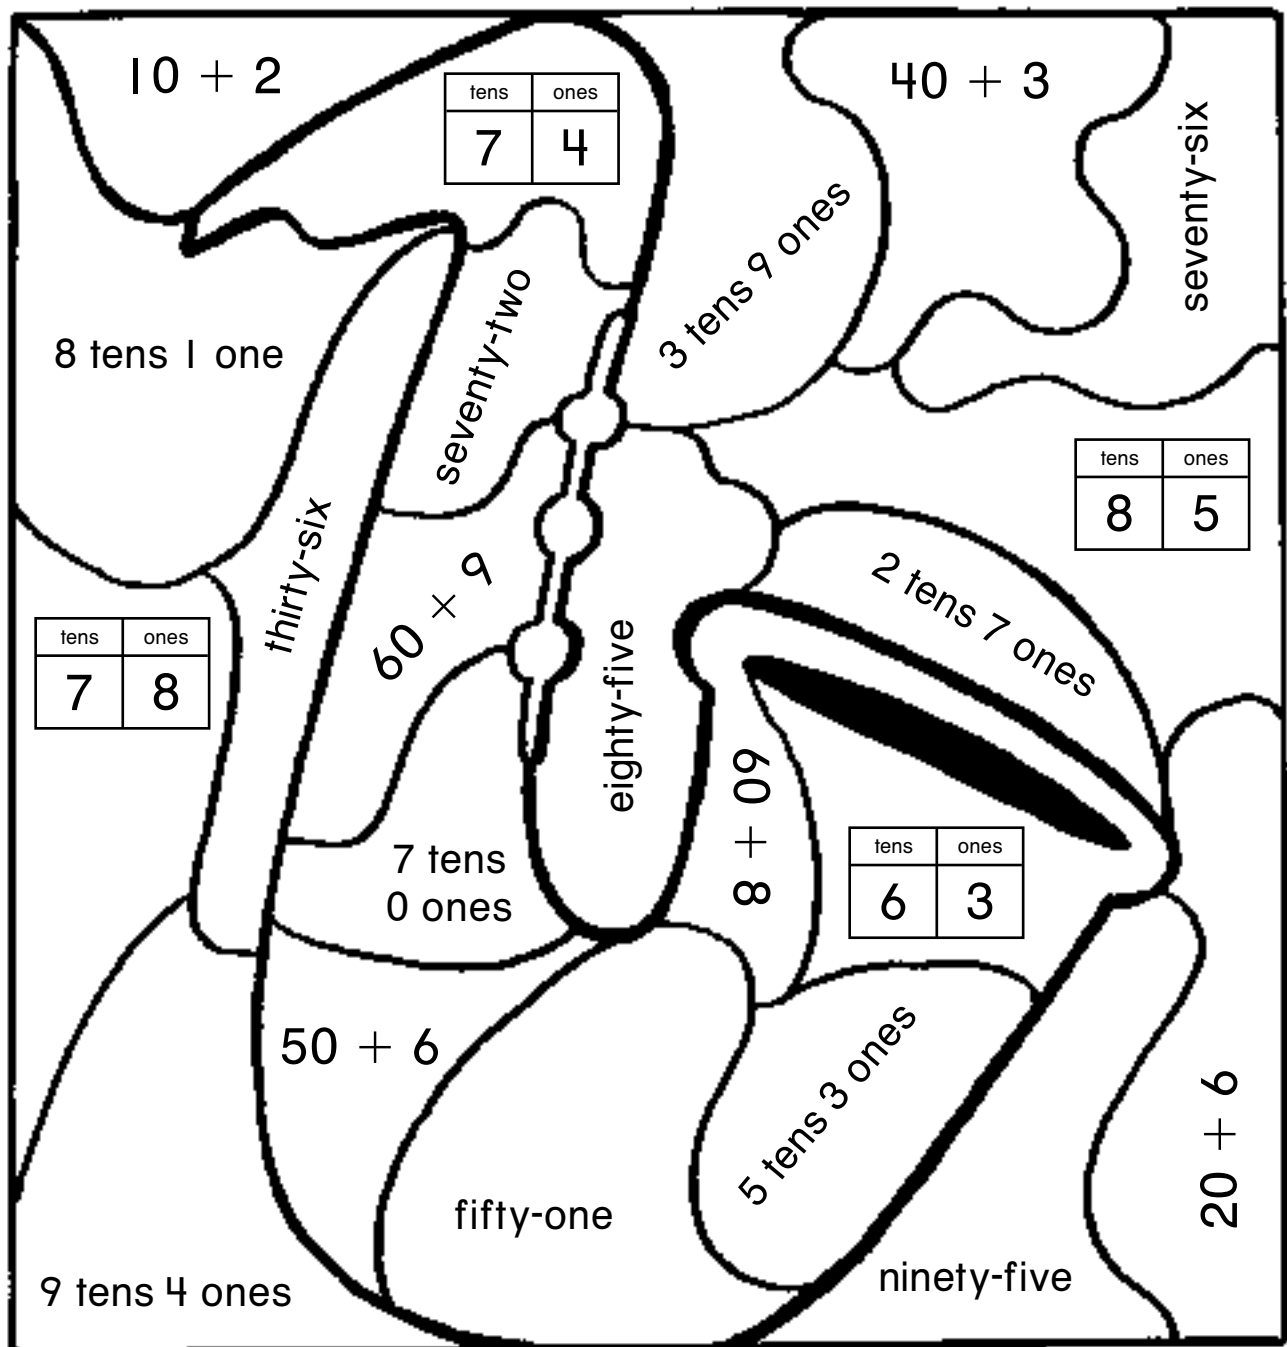 10 + 2
40 + 3
tens ones
7 4
seventy-six
3 tens 9 ones
seventy-two
8 tens 1 one
tens ones
8 5
thirty-six
60 + 9
2 tens 7 ones
tens ones
7 8
eighty-five
60 + 8
tens ones
6 3
7 tens
0 ones
50 + 6
5 tens 3 ones
20 + 6
fifty-one
ninety-five
9 tens 4 ones